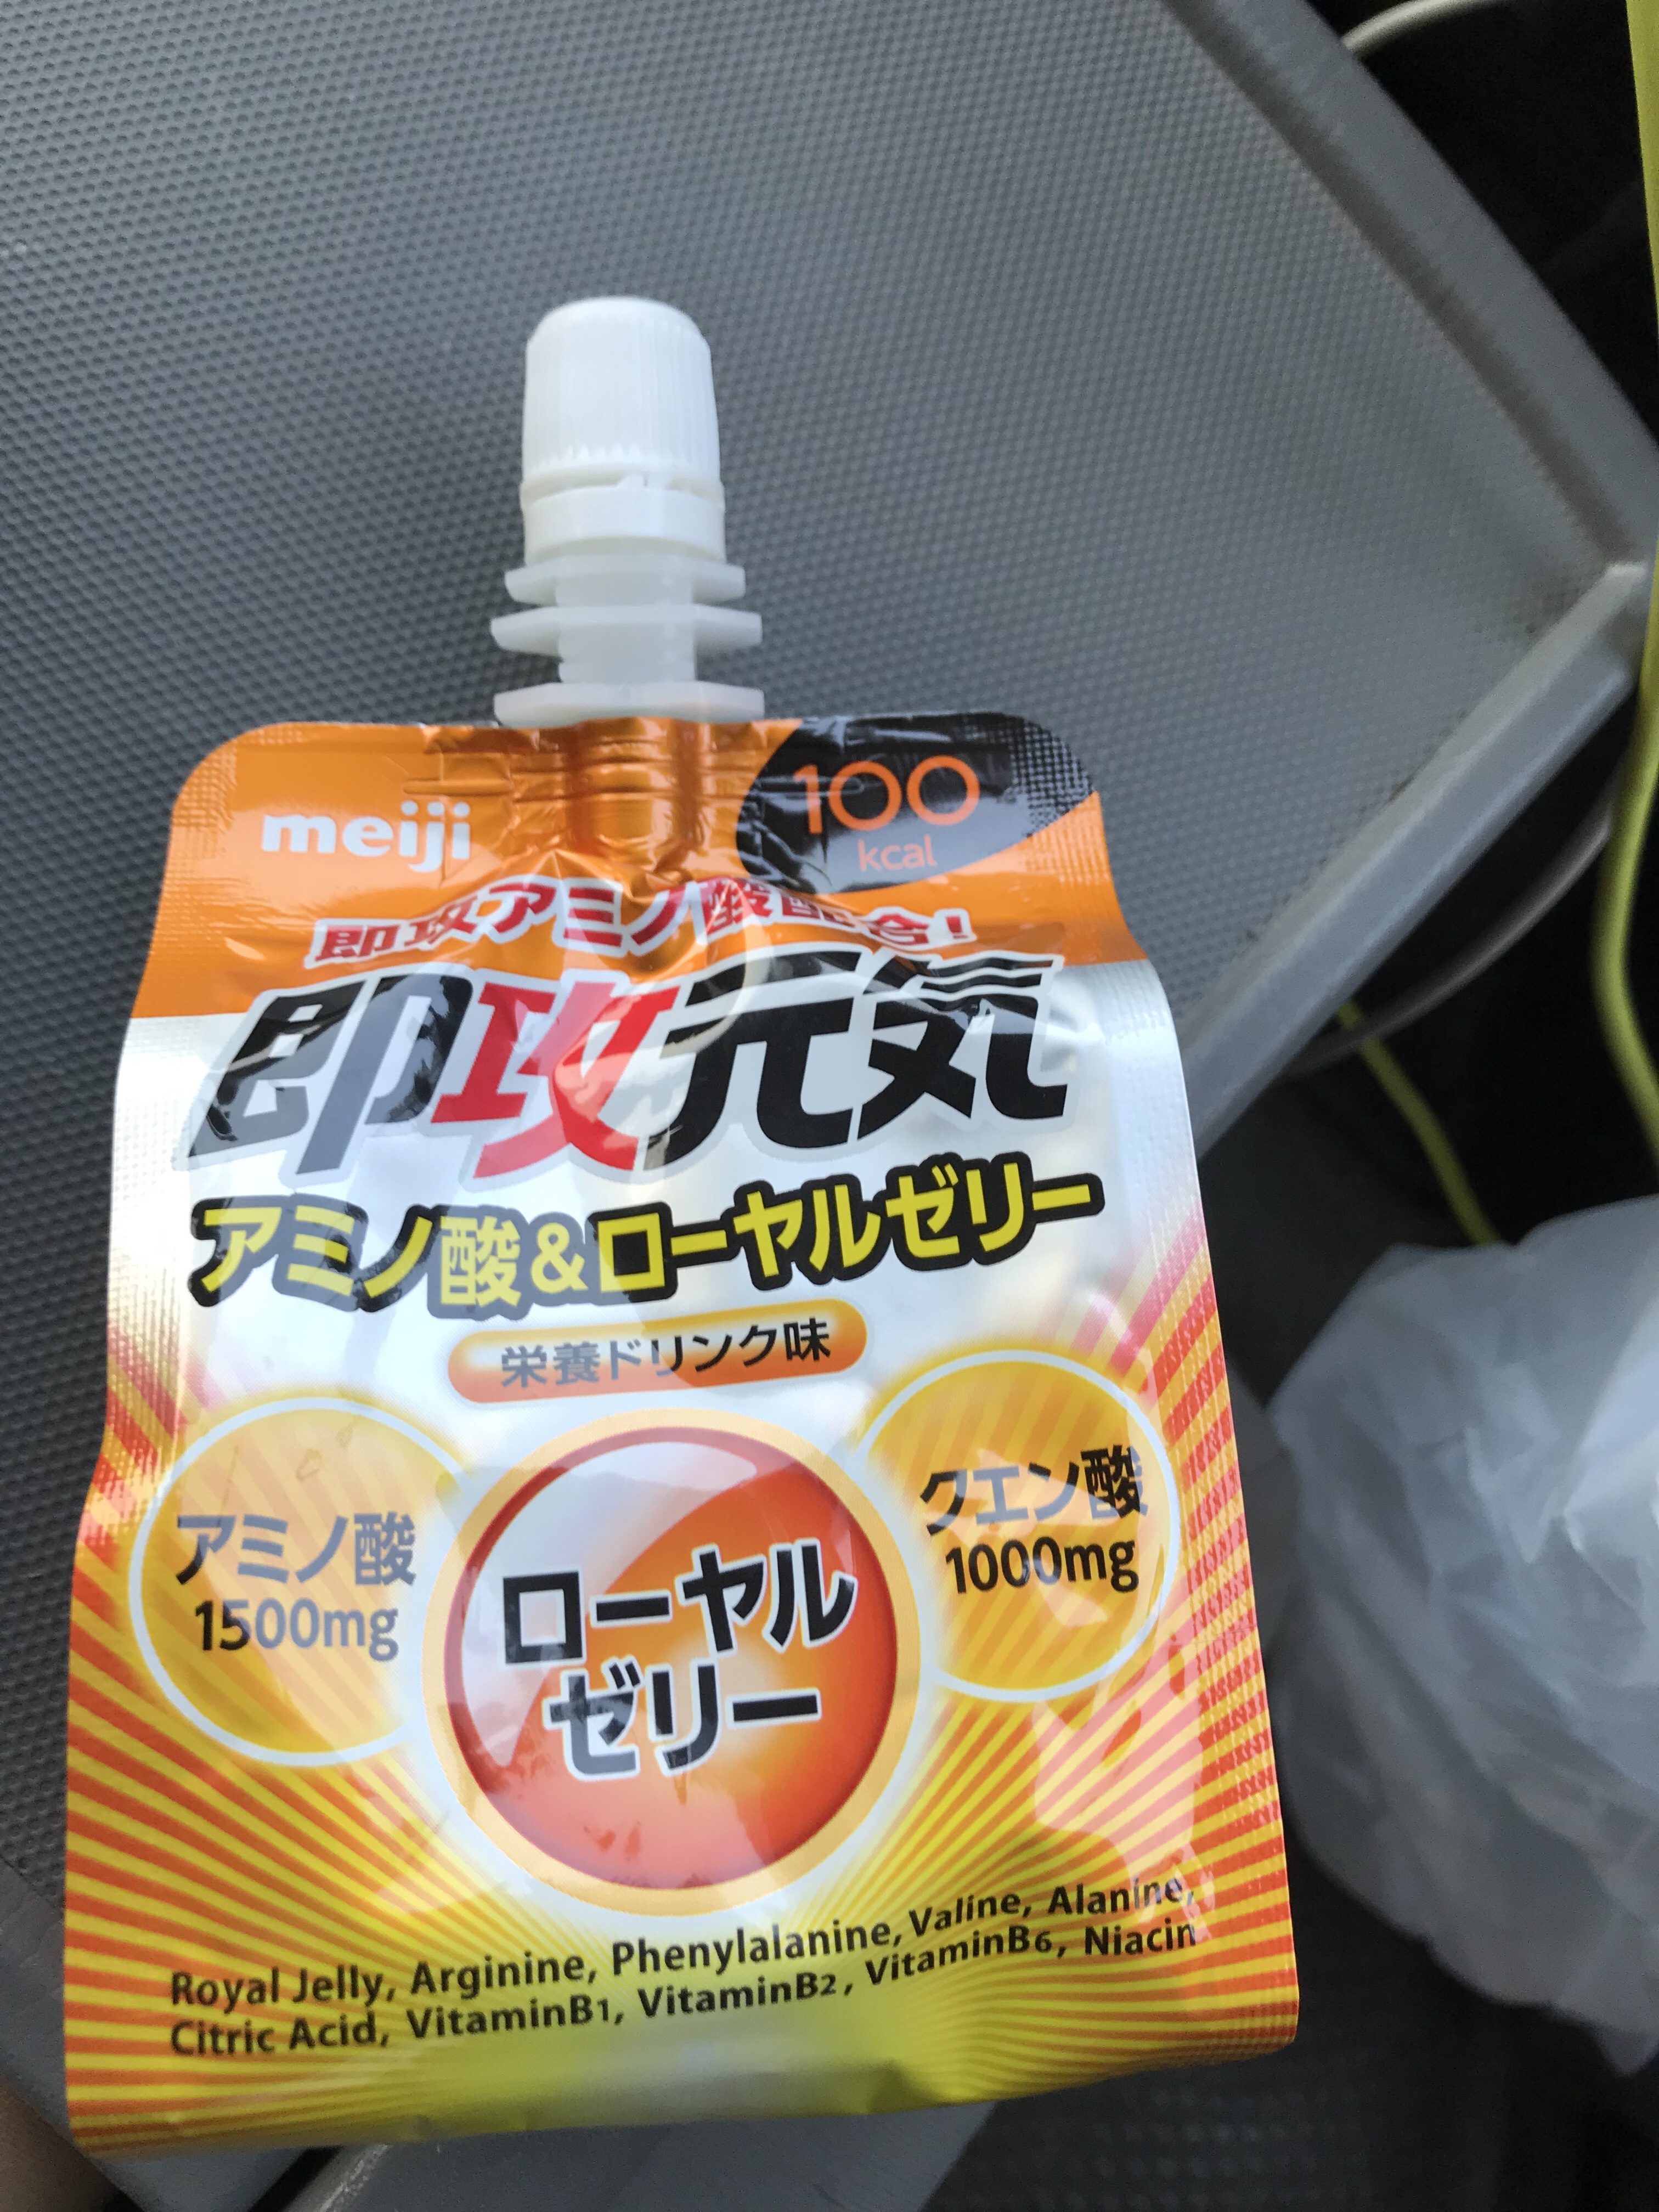 meiji
100
kcal
即攻アミノ酸配合!
即攻元気
アミノ酸&ローヤルゼリー
栄養ドリンク味
アミノ酸
1500mg
ローヤル
ゼリー
クエン酸
1000mg
Royal Jelly, Arginine, Phenylalanine, Valine, Alanine,
Citric Acid, VitaminB1, VitaminB2, VitaminB6, Niacin